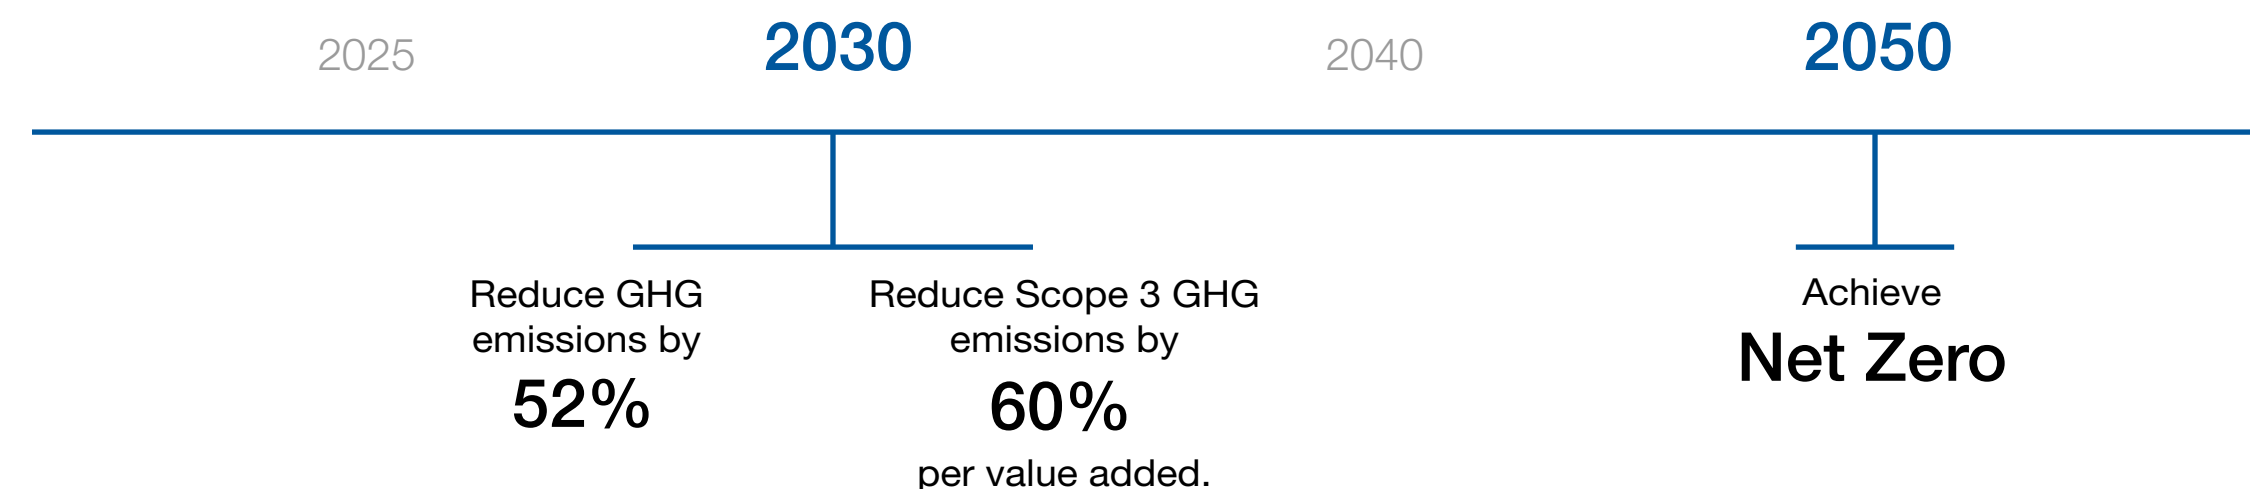 2025
2030
2040
2050
Reduce GHG
emissions by
52%
Reduce Scope 3 GHG
emissions by
60%
per value added.
Achieve
Net Zero